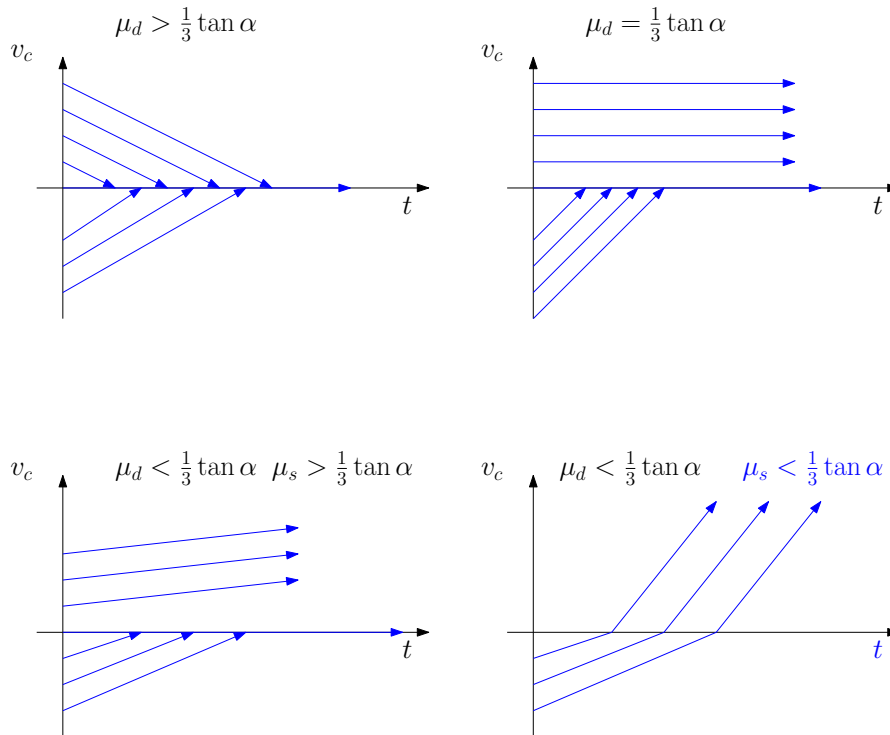 μ_d > 1/3 tan α
v_c
t
μ_d = 1/3 tan α
v_c
t
μ_d < 1/3 tan α μ_s > 1/3 tan α
v_c
t
μ_d < 1/3 tan α μ_s < 1/3 tan α
v_c
t